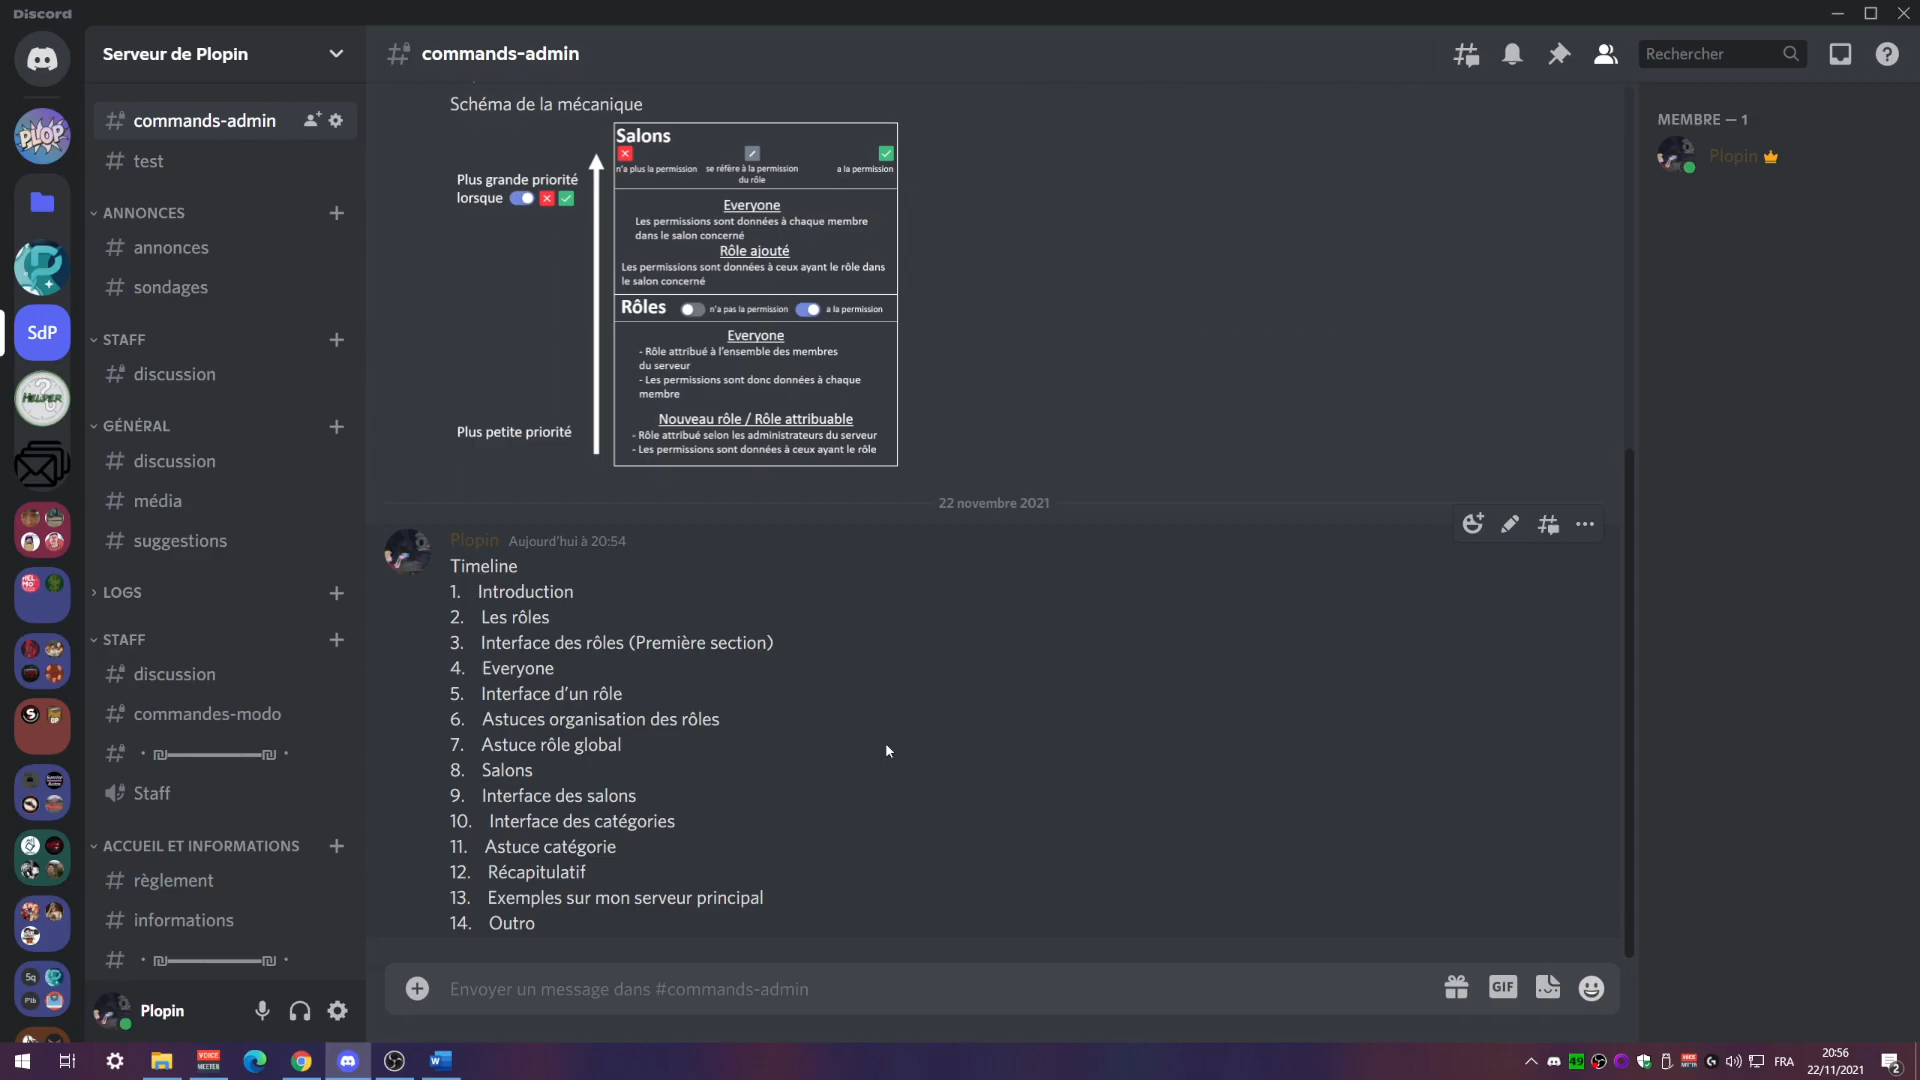 Discord
Serveur de Plopin
commands-admin
test
ANNONCES
annonces
sondages
STAFF
discussion
GÉNÉRAL
discussion
média
suggestions
LOGS
STAFF
discussion
commandes-modo
Staff
ACCUEIL ET INFORMATIONS
règlement
informations
Plopin
PLOP
SdP
HELPER
commands-admin
Rechercher
Schéma de la mécanique
Plus grande priorité
lorsque
Plus petite priorité
Salons
n'a plus la permission
se réfère à la permission
du rôle
a la permission
Everyone
Les permissions sont données à chaque membre
dans le salon concerné
Rôle ajouté
Les permissions sont données à ceux ayant le rôle dans
le salon concerné
Rôles
n'a pas la permission
a la permission
Everyone
- Rôle attribué à l'ensemble des membres
du serveur
- Les permissions sont donc données à chaque
membre
Nouveau rôle / Rôle attribuable
- Rôle attribué selon les administrateurs du serveur
- Les permissions sont données à ceux ayant le rôle
22 novembre 2021
Plopin Aujourd'hui à 20:54
Timeline
1. Introduction
2. Les rôles
3. Interface des rôles (Première section)
4. Everyone
5. Interface d'un rôle
6. Astuces organisation des rôles
7. Astuce rôle global
8. Salons
9. Interface des salons
10. Interface des catégories
11. Astuce catégorie
12. Récapitulatif
13. Exemples sur mon serveur principal
14. Outro
Envoyer un message dans #commands-admin
GIF
MEMBRE — 1
Plopin
VOICE
MEETER
49
FRA
20:56
22/11/2021
2